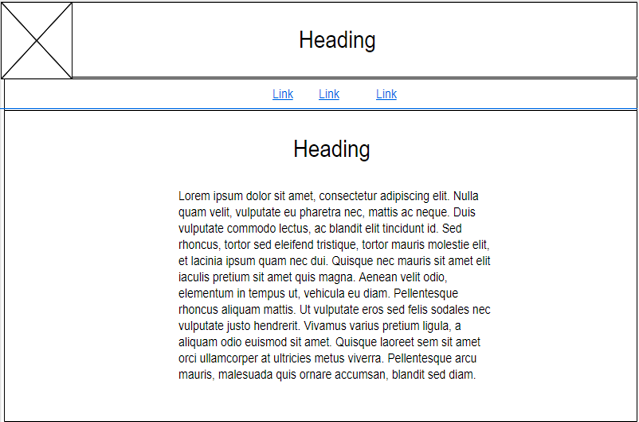 Heading
Link Link Link
Heading
Lorem ipsum dolor sit amet, consectetur adipiscing elit. Nulla
quam velit, vulputate eu pharetra nec, mattis ac neque. Duis
vulputate commodo lectus, ac blandit elit tincidunt id. Sed
rhoncus, tortor sed eleifend tristique, tortor mauris molestie elit,
et lacinia ipsum quam nec dui. Quisque nec mauris sit amet elit
iaculis pretium sit amet quis magna. Aenean velit odio,
elementum in tempus ut, vehicula eu diam. Pellentesque
rhoncus aliquam mattis. Ut vulputate eros sed felis sodales nec
vulputate justo hendrerit. Vivamus varius pretium ligula, a
aliquam odio euismod sit amet. Quisque laoreet sem sit amet
orci ullamcorper at ultricies metus viverra. Pellentesque arcu
mauris, malesuada quis ornare accumsan, blandit sed diam.